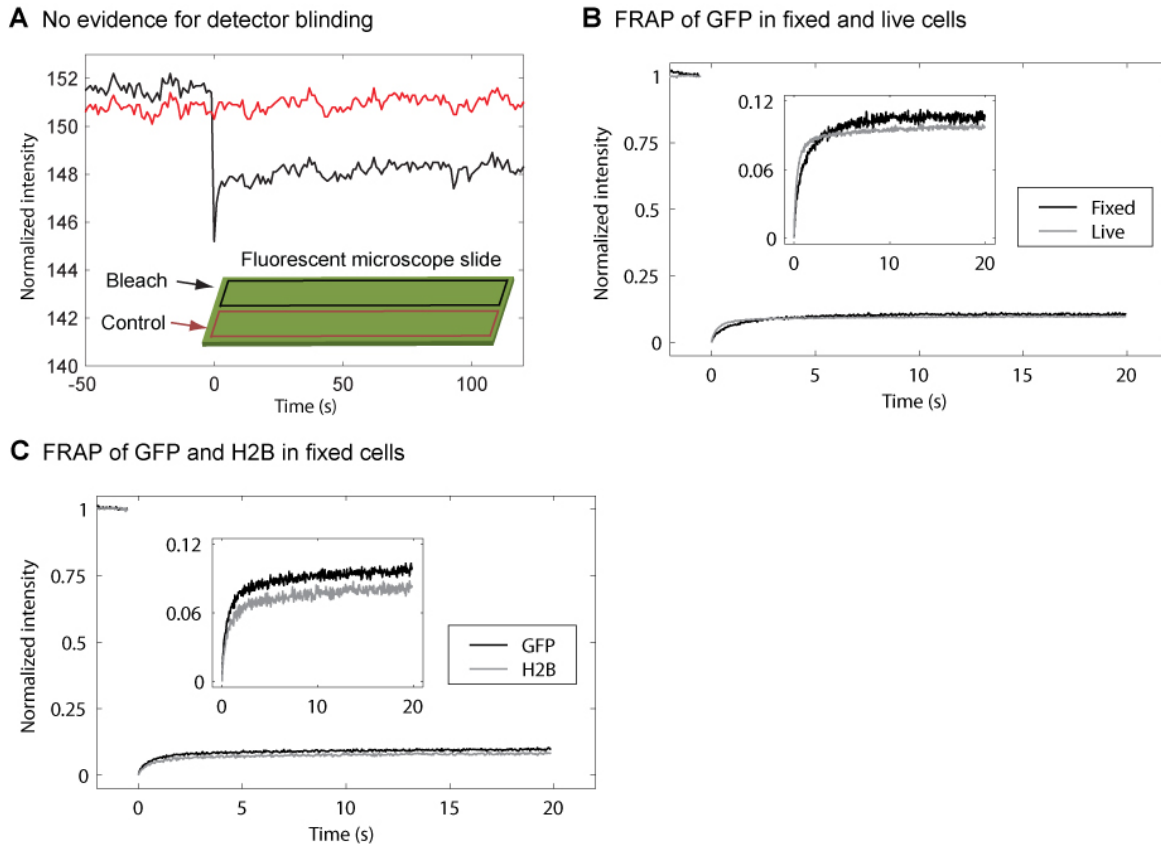 A No evidence for detector blinding
152
150
148
146
144
142
140
Normalized intensity
-50
0
50
100
Time (s)
Fluorescent microscope slide
Bleach
Control
B FRAP of GFP in fixed and live cells
1
0.75
0.5
0.25
0
Normalized intensity
0.12
0.06
0
0
10
20
Fixed
Live
0
5
10
15
20
Time (s)
C FRAP of GFP and H2B in fixed cells
1
0.75
0.5
0.25
0
Normalized intensity
0.12
0.06
0
0
10
20
GFP
H2B
0
5
10
15
20
Time (s)